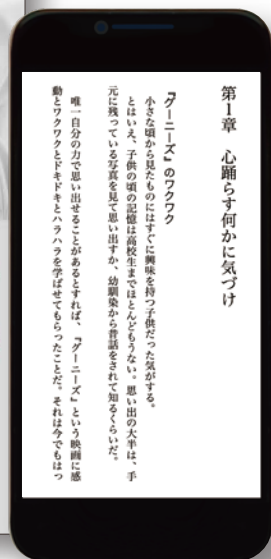 第1章 心踊らす何かに気づけ
『グーニーズ』のワクワク
小さな頃から見たものにはすぐに興味を持つ子供だった気がする。
とはいえ、子供の頃の記憶は高校生までほとんどもうない。思い出の大半は、手
元に残っている写真を見て思い出すか、幼馴染から昔話をされて知るくらいだ。
唯一自分の力で思い出せることがあるとすれば、『グーニーズ』という映画に感
動とワクワクとドキドキとハラハラを学ばせてもらったことだ。それは今でもはっ